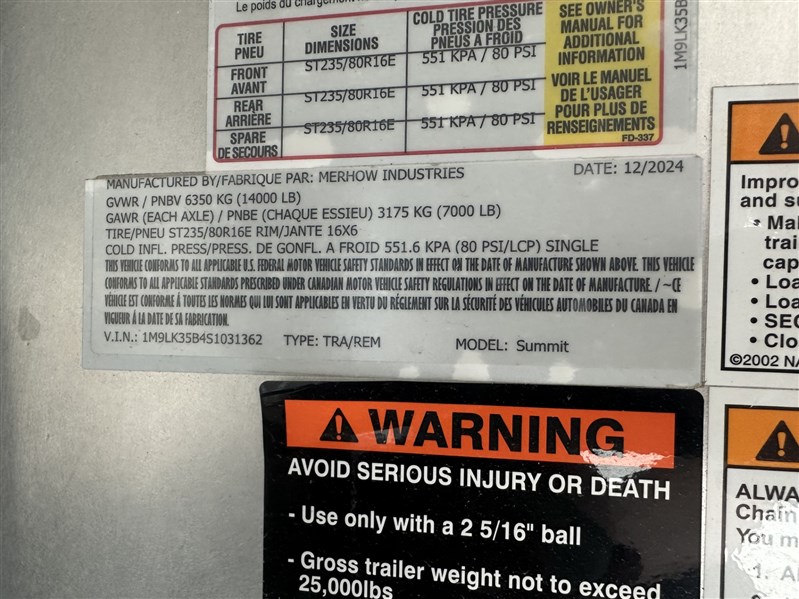 Le poids du chargement
TIRE
PNEU
SIZE
DIMENSIONS
COLD TIRE PRESSURE
PRESSION DES
PNEUS A FROID
SEE OWNER'S
MANUAL FOR
ADDITIONAL
INFORMATION
VOIR LE MANUEL
DE L'USAGER
POUR PLUS DE
RENSEIGNEMENTS
FRONT
AVANT
ST235/80R16E
551 KPA / 80 PSI
REAR
ARRIÈRE
ST235/80R16E
551 KPA / 80 PSI
SPARE
DE SECOURS
ST235/80R16E
551 KPA / 80 PSI
FD-337
1M9LK35B
MANUFACTURED BY/FABRIQUE PAR: MERHOW INDUSTRIES DATE: 12/2024
GVWR / PNBV 6350 KG (14000 LB)
GAWR (EACH AXLE) / PNBE (CHAQUE ESSIEU) 3175 KG (7000 LB)
TIRE/PNEU ST235/80R16E RIM/JANTE 16X6
COLD INFL. PRESS/PRESS. DE GONFL. A FROID 551.6 KPA (80 PSI/LCP) SINGLE
THIS VEHICLE CONFORMS TO ALL APPLICABLE U.S. FEDERAL MOTOR VEHICLE SAFETY STANDARDS IN EFFECT ON THE DATE OF MANUFACTURE SHOWN ABOVE. THIS VEHICLE
CONFORMS TO ALL APPLICABLE STANDARDS PRESCRIBED UNDER CANADIAN MOTOR VEHICLE SAFETY REGULATIONS IN EFFECT ON THE DATE OF MANUFACTURE. / ~CE
VÉHICLE EST CONFORME À TOUTES LES NORMES QUI LUI SONT APPLICABLES EN VERTU DU RÉGLEMENT SUR LA SÉCURITÉ DES VÉHICULES AUTOMOBILES DU CANADA EN
VIGUEUR Á LA DATE DE SA FABRICATION.
V.I.N.: 1M9LK35B4S1031362 TYPE: TRA/REM MODEL: Summit
WARNING
AVOID SERIOUS INJURY OR DEATH
- Use only with a 2 5/16" ball
- Gross trailer weight not to exceed
25,000lbs
Impro
and su
• Mal
trai
cap
• Loa
• Loa
• SEC
• Clo
©2002 NA
ALWA
Chain
You m
1. A